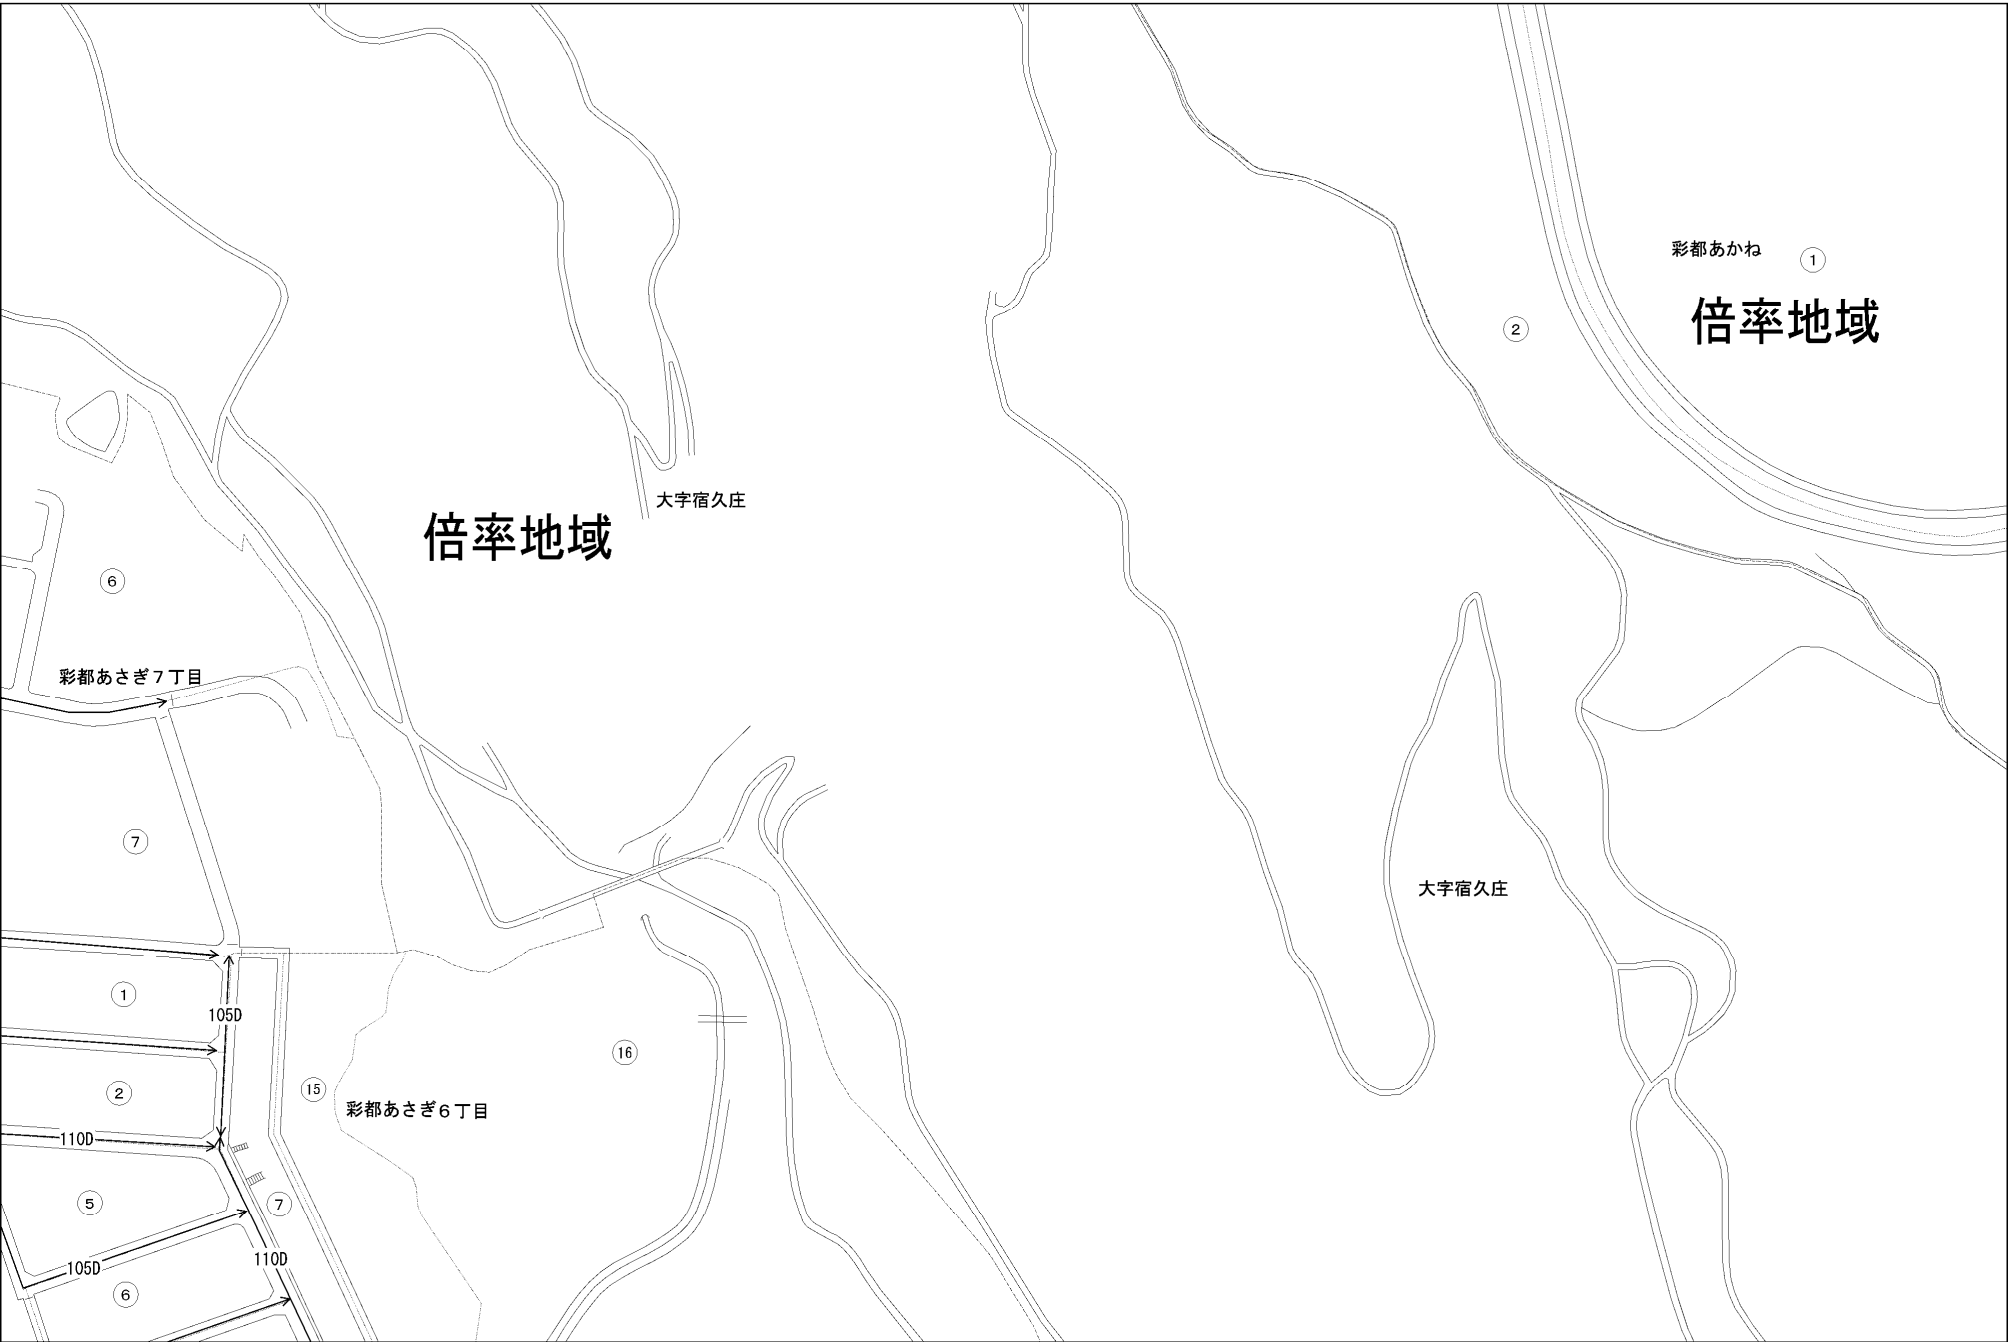 彩都あかね
①
倍率地域
②
大字宿久庄
倍率地域
⑥
彩都あさぎ７丁目
⑦
大字宿久庄
①
105D
⑯
⑮
②
彩都あさぎ６丁目
110D
⑤
⑦
110D
105D
⑥